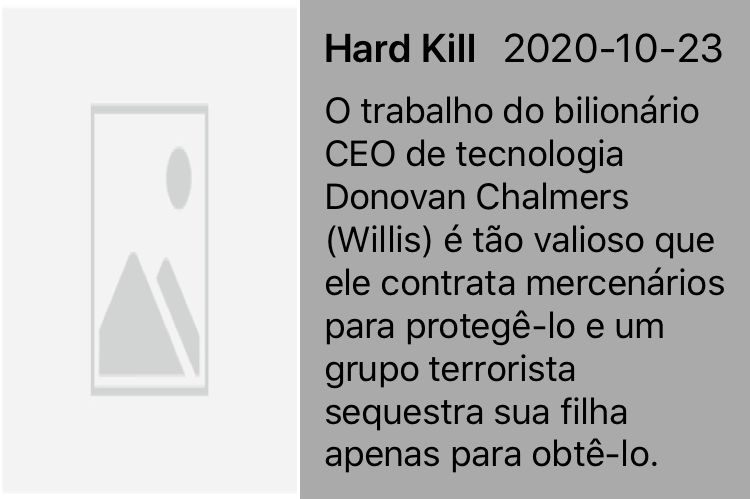 Hard Kill 2020-10-23
O trabalho do bilionário
CEO de tecnologia
Donovan Chalmers
(Willis) é tão valioso que
ele contrata mercenários
para protegê-lo e um
grupo terrorista
sequestra sua filha
apenas para obtê-lo.